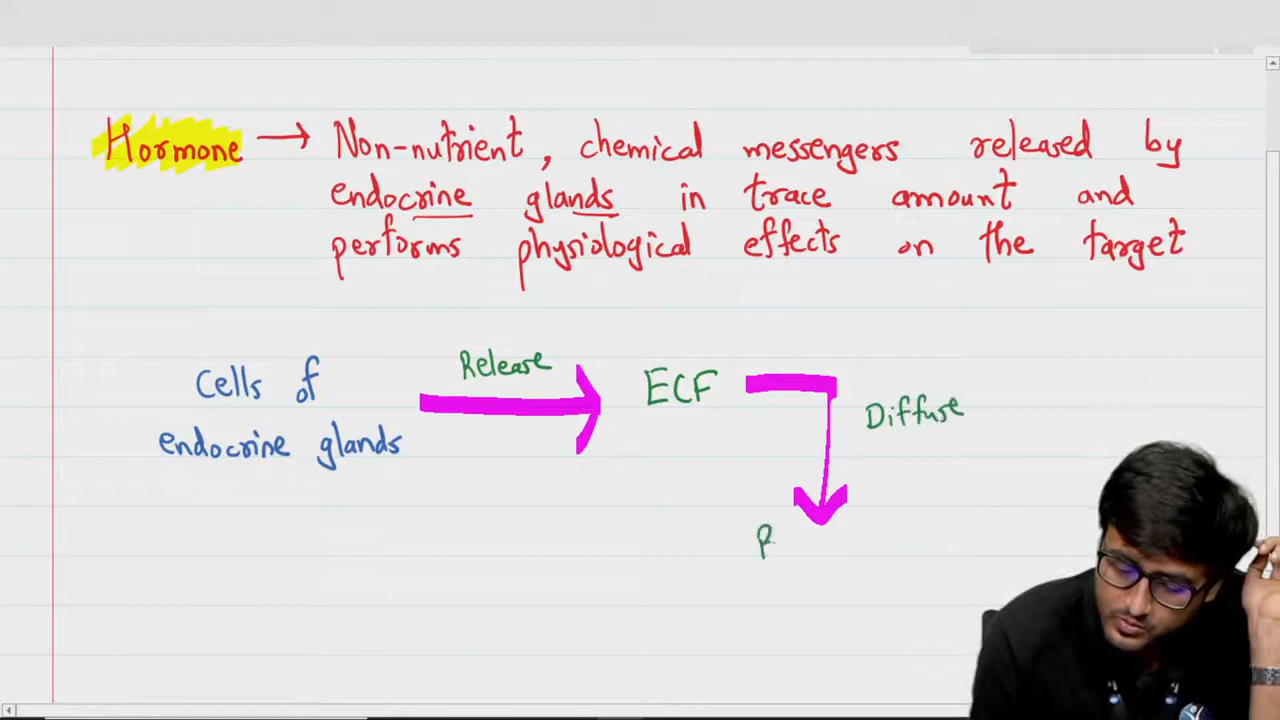 Hormone → Non-nutrient, chemical messengers released by
endocrine glands in trace amount and
performs physiological effects on the target
Release
Cells of
endocrine glands
ECF
Diffuse